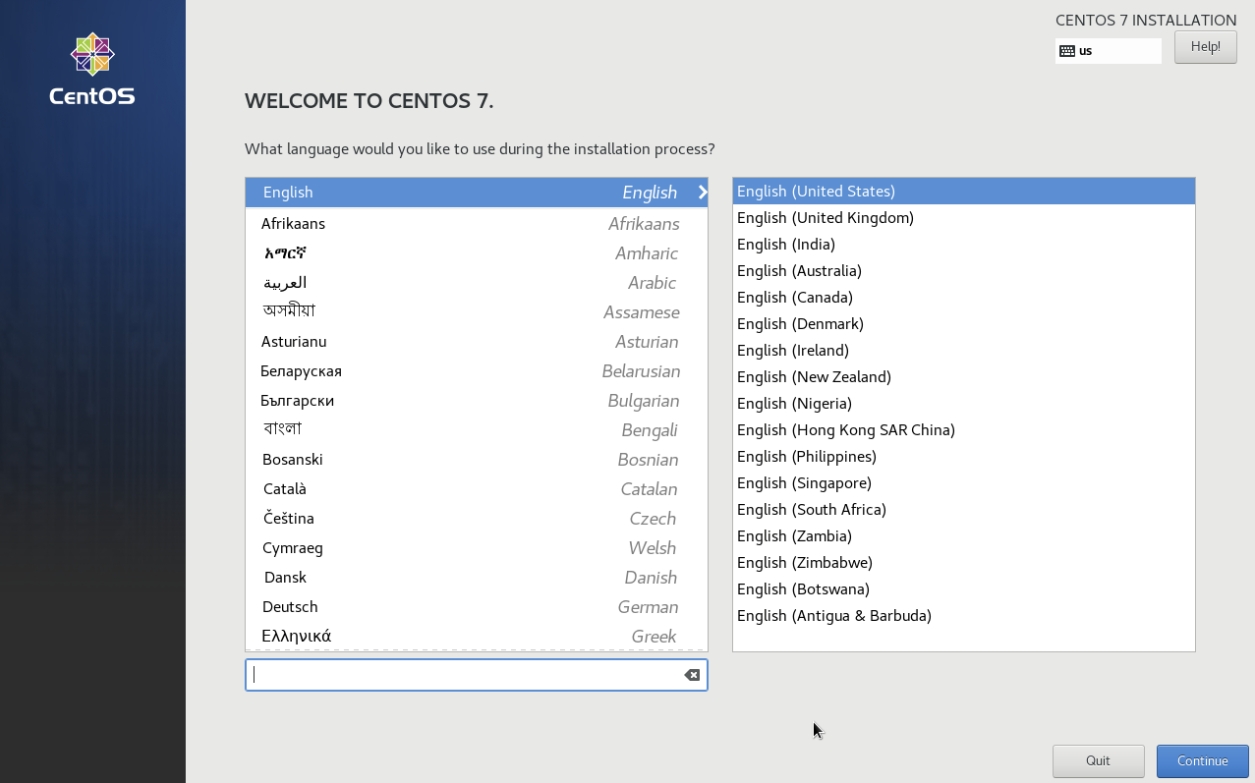 CentOS
CENTOS 7 INSTALLATION
us
Help!
WELCOME TO CENTOS 7.
What language would you like to use during the installation process?
English English
Afrikaans Afrikaans
አማርኛ Amharic
العربية Arabic
অসমীয়া Assamese
Asturianu Asturian
Беларуская Belarusian
Български Bulgarian
বাংলা Bengali
Bosanski Bosnian
Català Catalan
Čeština Czech
Cymraeg Welsh
Dansk Danish
Deutsch German
Ελληνικά Greek
English (United States)
English (United Kingdom)
English (India)
English (Australia)
English (Canada)
English (Denmark)
English (Ireland)
English (New Zealand)
English (Nigeria)
English (Hong Kong SAR China)
English (Philippines)
English (Singapore)
English (South Africa)
English (Zambia)
English (Zimbabwe)
English (Botswana)
English (Antigua & Barbuda)
Quit
Continue